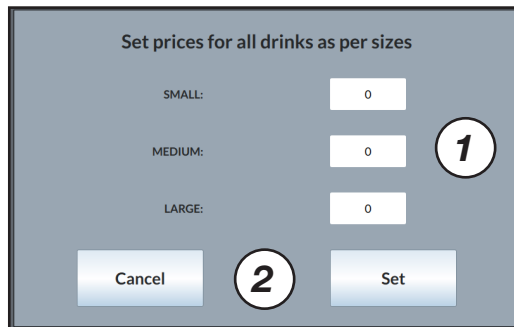 Set prices for all drinks as per sizes
SMALL: 0
MEDIUM: 0
1
LARGE: 0
Cancel 2 Set